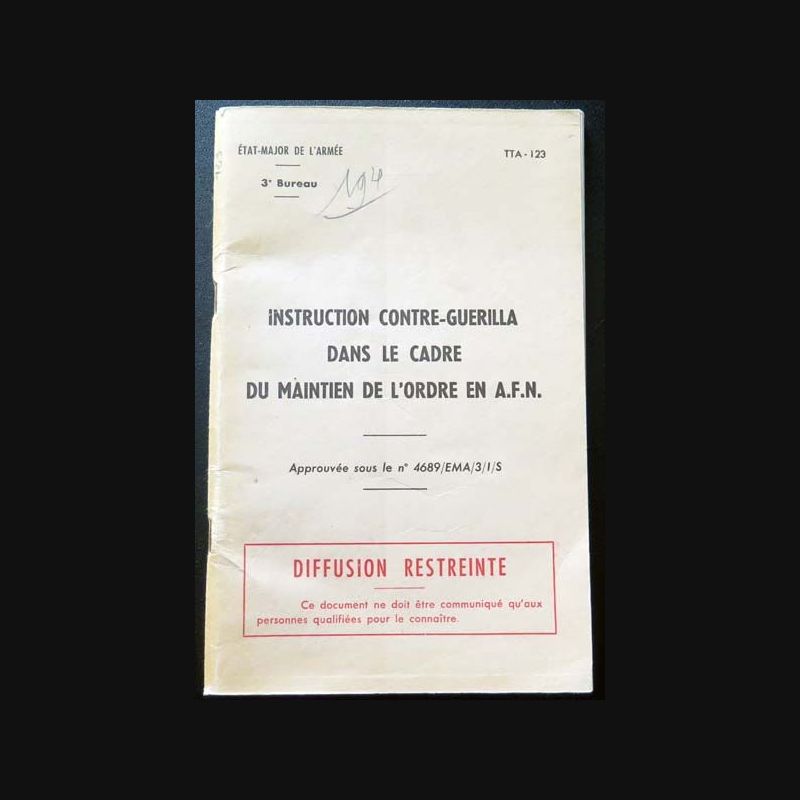 ÉTAT-MAJOR DE L'ARMÉE
TTA - 123
3e Bureau
194
INSTRUCTION CONTRE-GUERILLA
DANS LE CADRE
DU MAINTIEN DE L'ORDRE EN A.F.N.
Approuvée sous le n° 4689/EMA/3/I/S
DIFFUSION RESTREINTE
Ce document ne doit être communiqué qu'aux
personnes qualifiées pour le connaître.